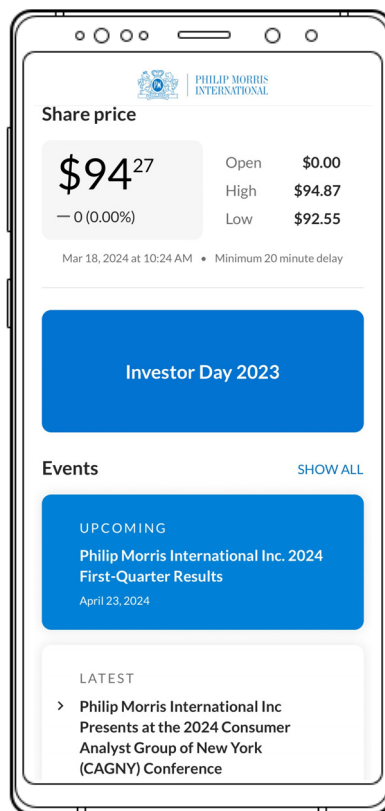 PHILIP MORRIS
INTERNATIONAL
Share price
$94.27
— 0 (0.00%)
Open $0.00
High $94.87
Low $92.55
Mar 18, 2024 at 10:24 AM • Minimum 20 minute delay
Investor Day 2023
Events SHOW ALL
UPCOMING
Philip Morris International Inc. 2024
First-Quarter Results
April 23, 2024
LATEST
Philip Morris International Inc
Presents at the 2024 Consumer
Analyst Group of New York
(CAGNY) Conference